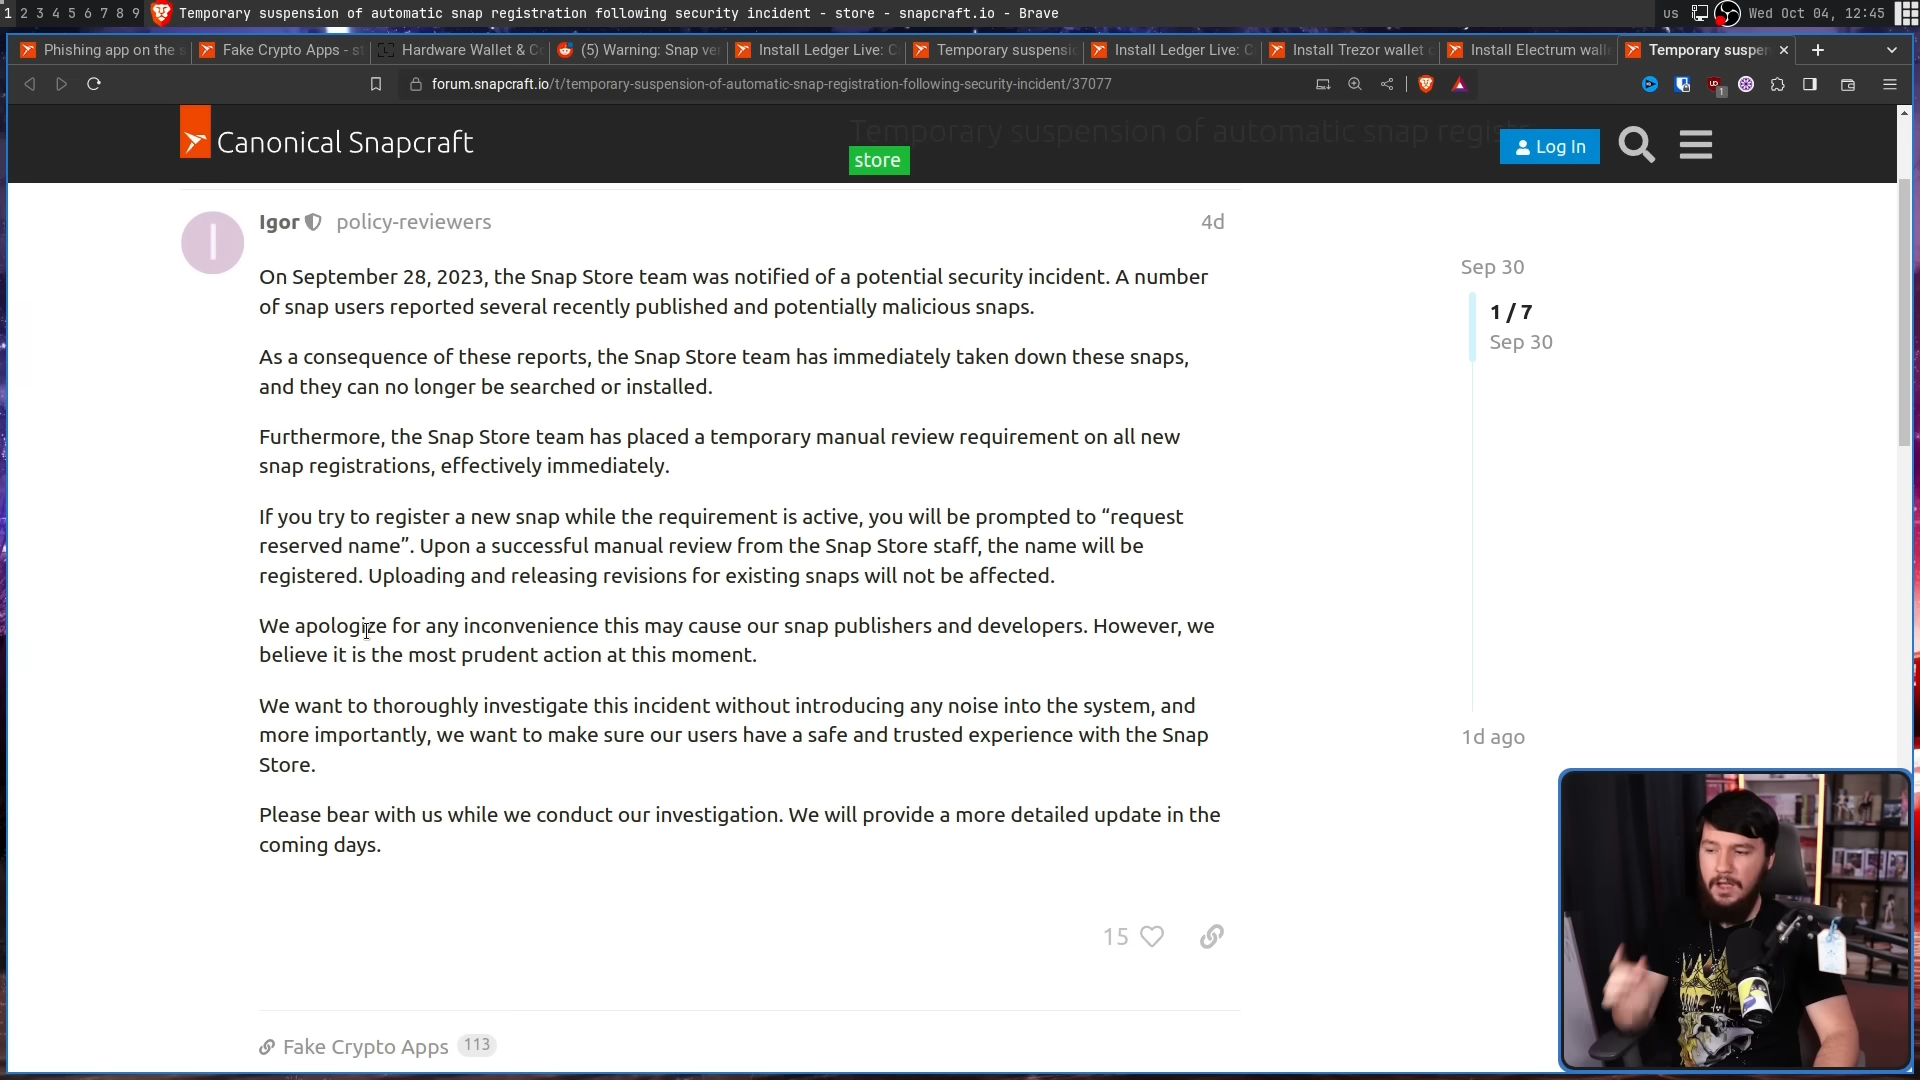 1 2 3 4 5 6 7 8 9 Temporary suspension of automatic snap registration following security incident - store - snapcraft.io - Brave us Wed Oct 04, 12:45
Phishing app on the s Fake Crypto Apps - st Hardware Wallet & Co (5) Warning: Snap ver Install Ledger Live: C Temporary suspensio Install Ledger Live: C Install Trezor wallet c Install Electrum walle Temporary suspen
forum.snapcraft.io/t/temporary-suspension-of-automatic-snap-registration-following-security-incident/37077
Temporary suspension of automatic snap registr
Canonical Snapcraft
store
Log In
Igor policy-reviewers 4d
On September 28, 2023, the Snap Store team was notified of a potential security incident. A number
of snap users reported several recently published and potentially malicious snaps.
As a consequence of these reports, the Snap Store team has immediately taken down these snaps,
and they can no longer be searched or installed.
Furthermore, the Snap Store team has placed a temporary manual review requirement on all new
snap registrations, effectively immediately.
If you try to register a new snap while the requirement is active, you will be prompted to “request
reserved name”. Upon a successful manual review from the Snap Store staff, the name will be
registered. Uploading and releasing revisions for existing snaps will not be affected.
We apologize for any inconvenience this may cause our snap publishers and developers. However, we
believe it is the most prudent action at this moment.
We want to thoroughly investigate this incident without introducing any noise into the system, and
more importantly, we want to make sure our users have a safe and trusted experience with the Snap
Store.
Please bear with us while we conduct our investigation. We will provide a more detailed update in the
coming days.
15
Fake Crypto Apps 113
Sep 30
1 / 7
Sep 30
1d ago